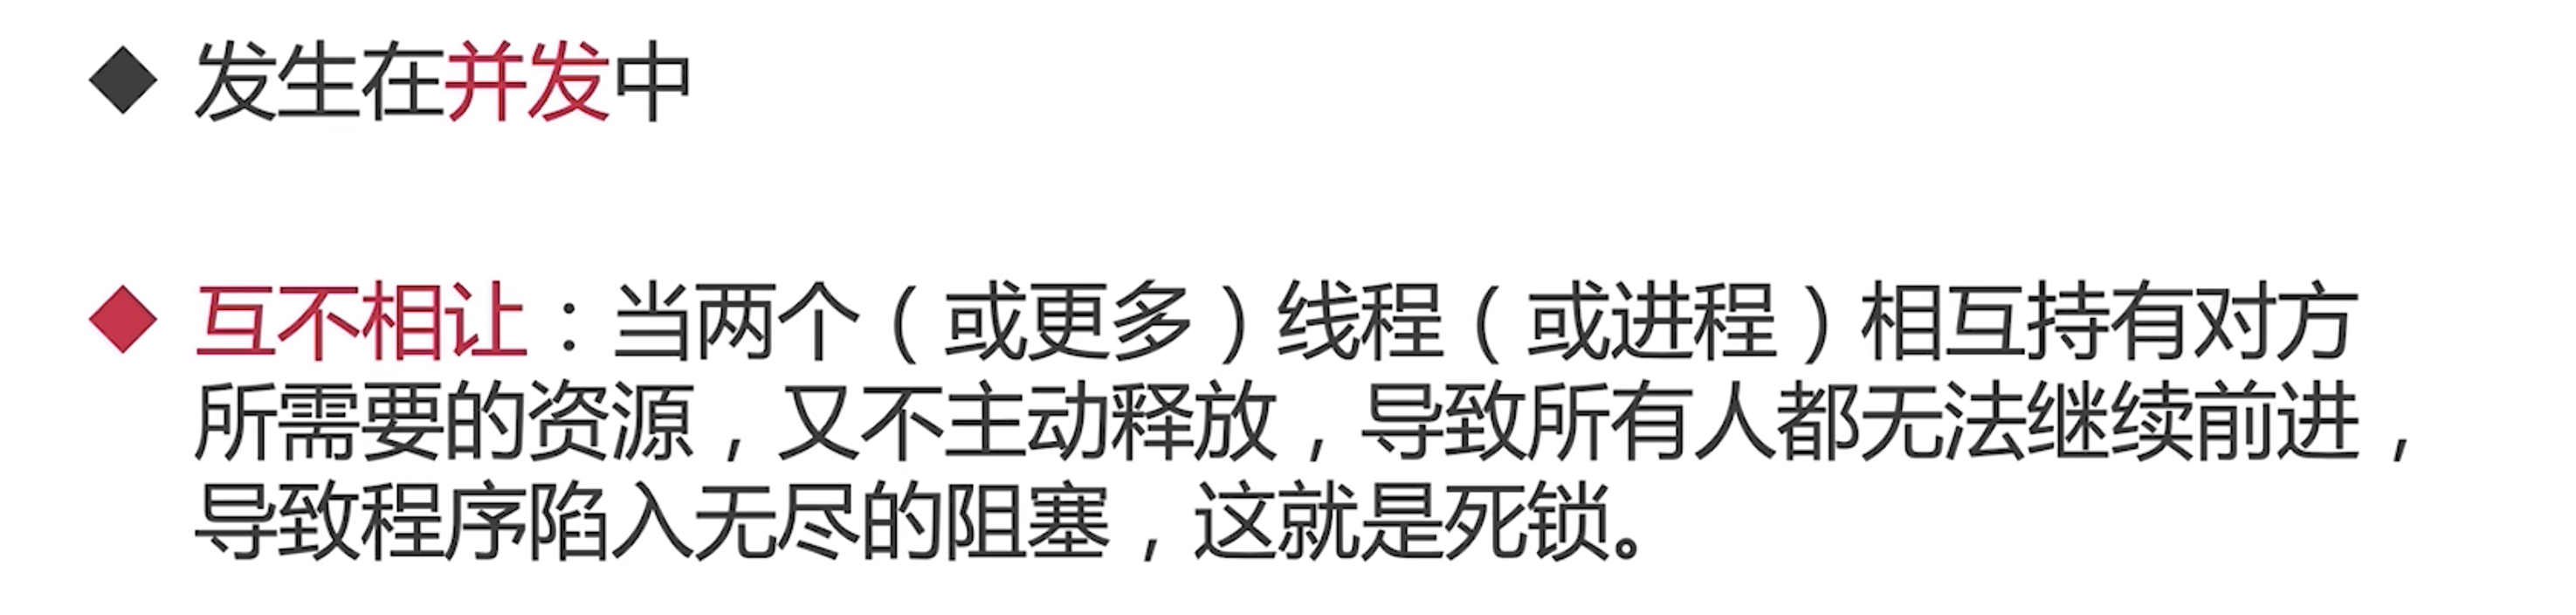 发生在并发中
互不相让：当两个（或更多）线程（或进程）相互持有对方
所需要的资源，又不主动释放，导致所有人都无法继续前进，
导致程序陷入无尽的阻塞，这就是死锁。